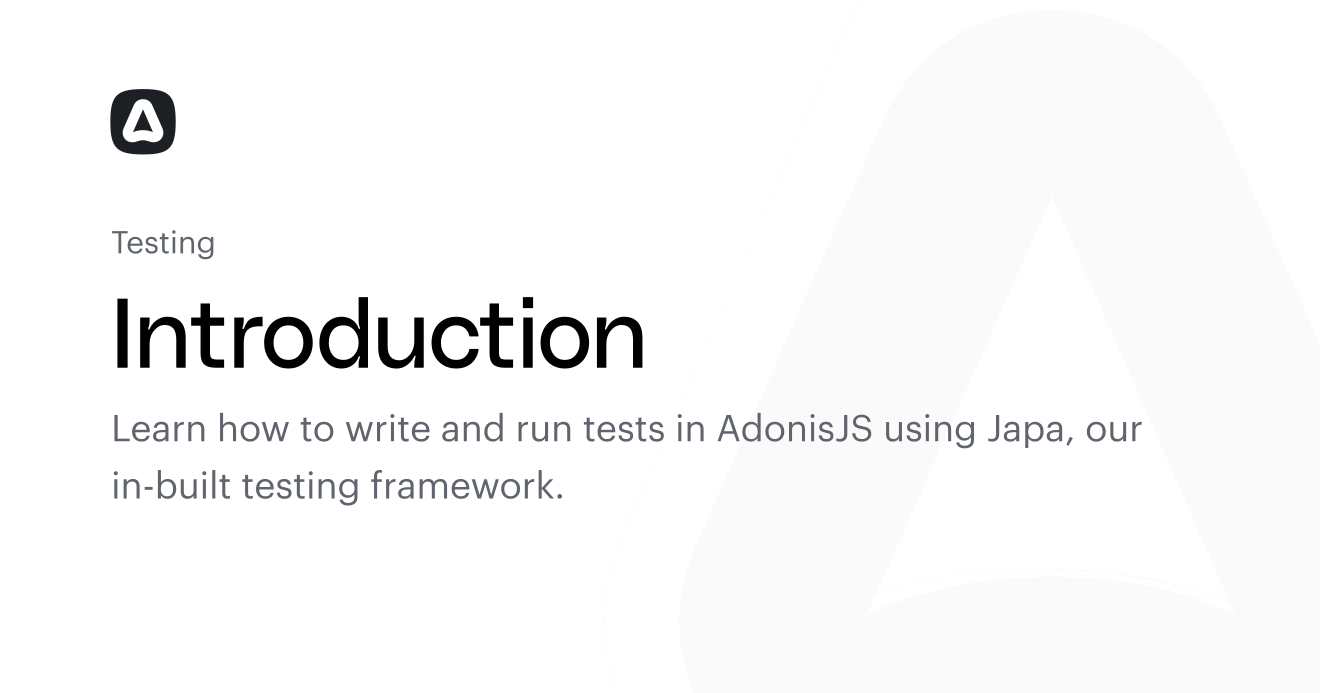 Testing
Introduction
Learn how to write and run tests in AdonisJS using Japa, our
in-built testing framework.